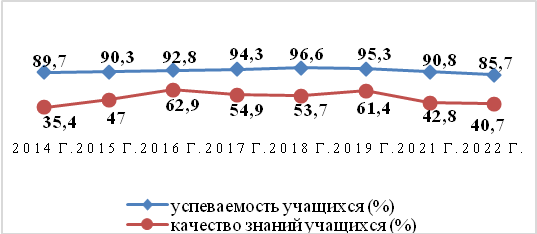 89,7 90,3 92,8 94,3 96,6 95,3 90,8 85,7
35,4 47 62,9 54,9 53,7 61,4 42,8 40,7
2014 Г. 2015 Г. 2016 Г. 2017 Г. 2018 Г. 2019 Г. 2021 Г. 2022 Г.
успеваемость учащихся (%)
качество знаний учащихся (%)